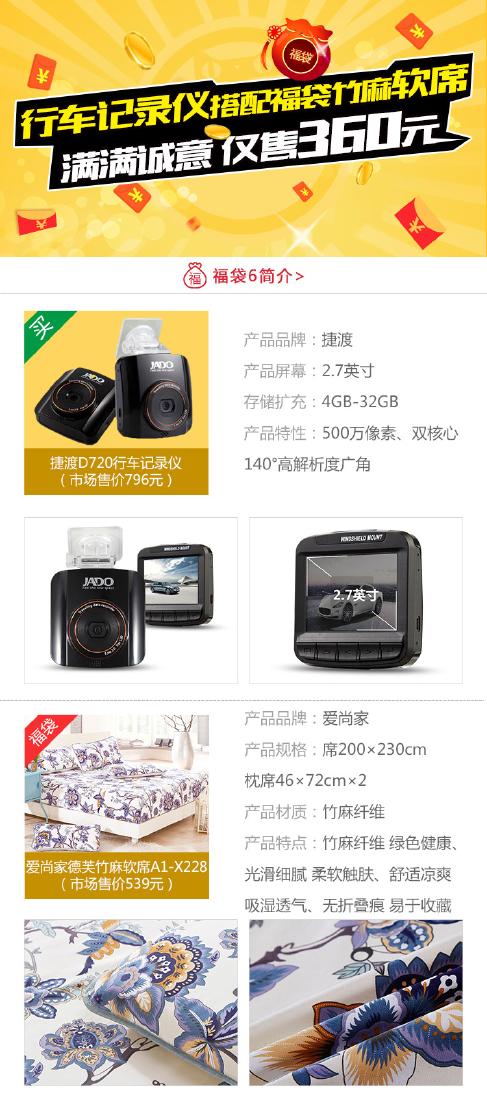 福袋
行车记录仪搭配福袋竹麻软席
满满诚意 仅售360元
福 福袋6简介>
买
JADO
JADO
捷渡D720行车记录仪
（市场售价796元）
产品品牌：捷渡
产品屏幕：2.7英寸
存储扩充：4GB-32GB
产品特性：500万像素、双核心
140°高解析度广角
JADO
WINDSHIELD MOUNT
2.7英寸
福袋
爱尚家德芙竹麻软席A1-X228
（市场售价539元）
产品品牌：爱尚家
产品规格：席200×230cm
枕席46×72cm×2
产品材质：竹麻纤维
产品特点：竹麻纤维 绿色健康、
光滑细腻 柔软触肤、舒适凉爽
吸湿透气、无折叠痕 易于收藏